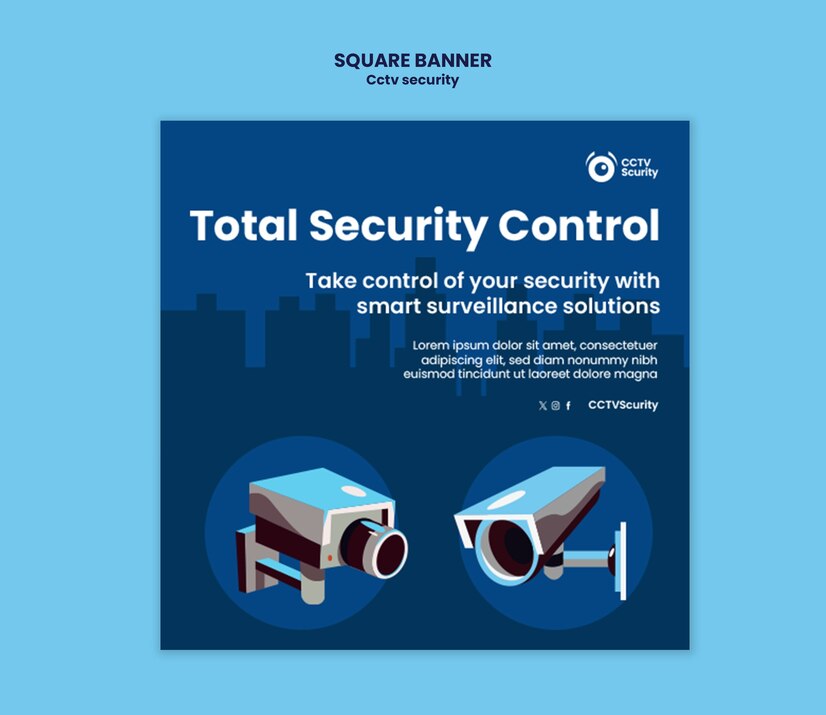 SQUARE BANNER
Cctv security
CCTV
Scurity
Total Security Control
Take control of your security with
smart surveillance solutions
Lorem ipsum dolor sit amet, consectetuer
adipiscing elit, sed diam nonummy nibh
euismod tincidunt ut laoreet dolore magna
CCTVScurity